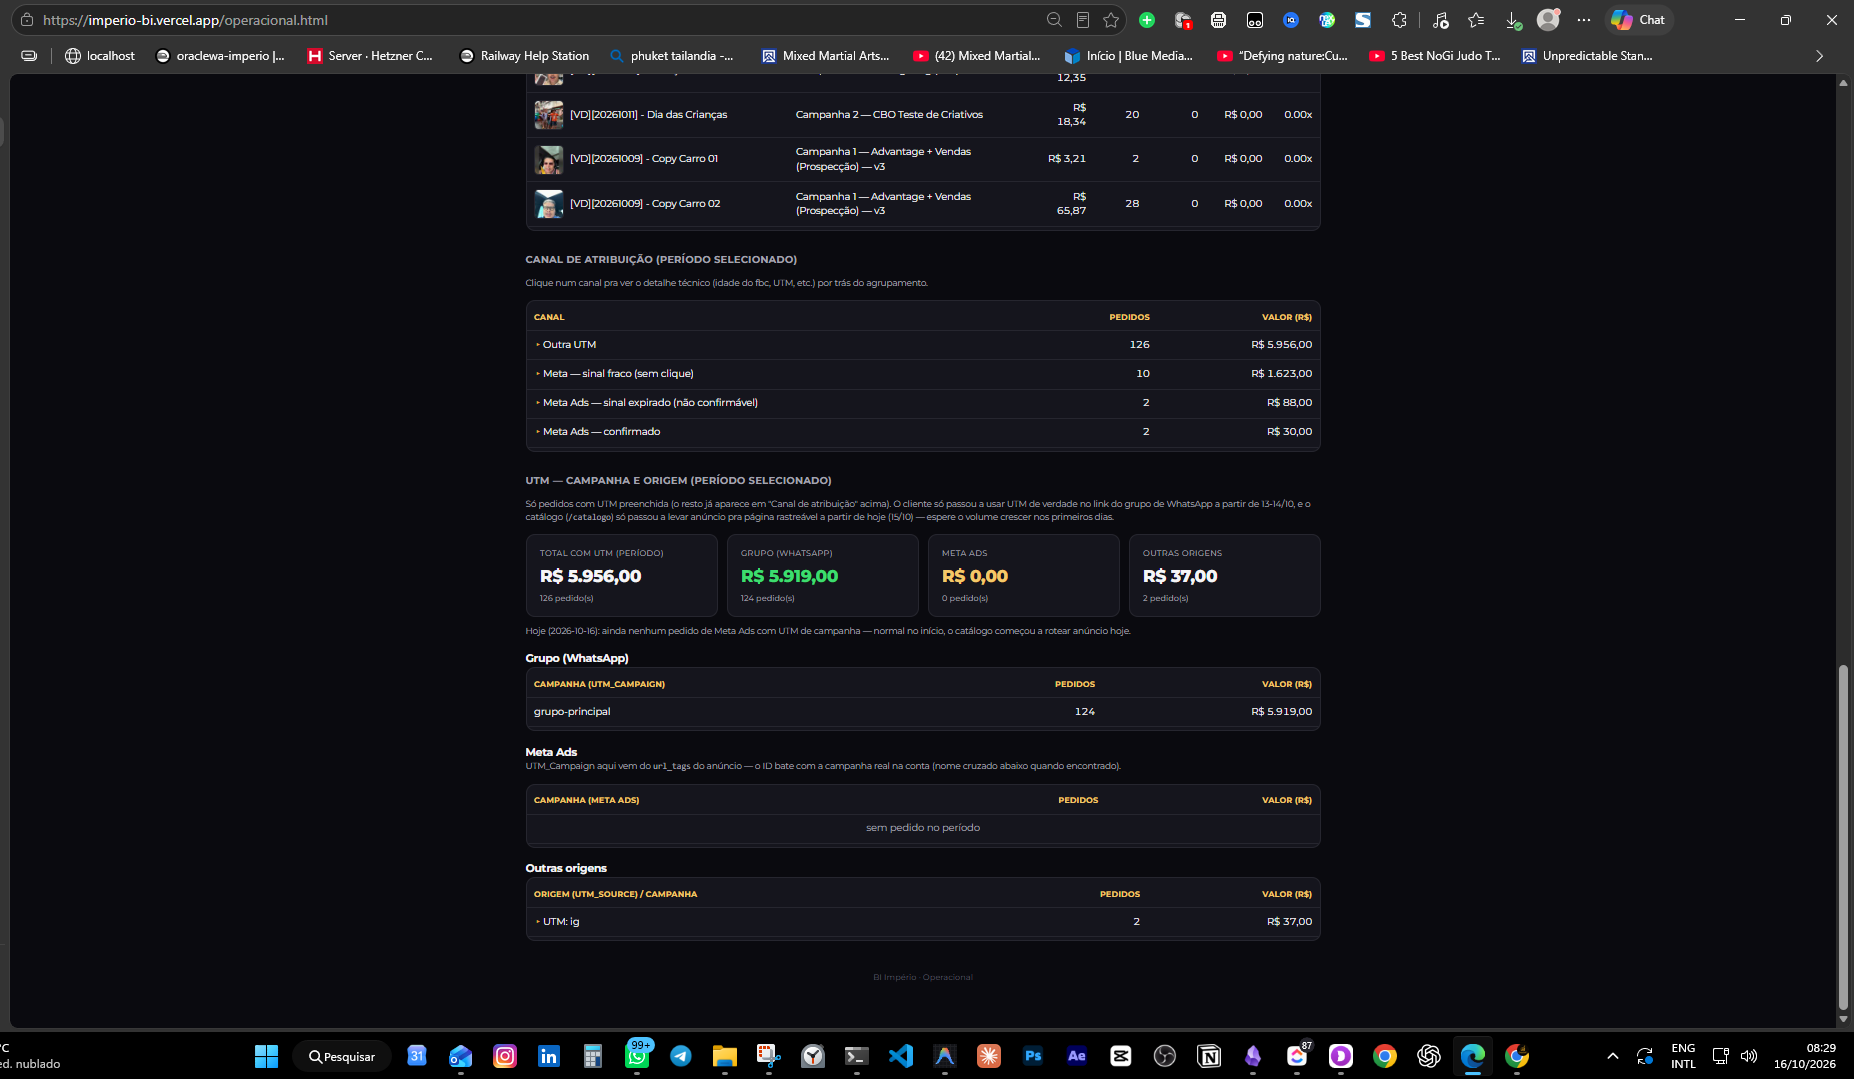 https://imperio-bi.vercel.app/operacional.html
1
Chat
localhost
oraclewa-imperio |...
Server · Hetzner C...
Railway Help Station
phuket tailandia -...
Mixed Martial Arts...
(42) Mixed Martial...
Início | Blue Media...
"Defying nature:Cu...
5 Best NoGi Judo T...
Unpredictable Stan...
12,35
[VD][20261011] - Dia das Crianças Campanha 2 — CBO Teste de Criativos R$ 18,34 20 0 R$ 0,00 0.00x
[VD][20261009] - Copy Carro 01 Campanha 1 — Advantage + Vendas (Prospecção) — v3 R$ 3,21 2 0 R$ 0,00 0.00x
[VD][20261009] - Copy Carro 02 Campanha 1 — Advantage + Vendas (Prospecção) — v3 R$ 65,87 28 0 R$ 0,00 0.00x
CANAL DE ATRIBUIÇÃO (PERÍODO SELECIONADO)
Clique num canal pra ver o detalhe técnico (idade do fbc, UTM, etc.) por trás do agrupamento.
CANAL PEDIDOS VALOR (R$)
Outra UTM 126 R$ 5.956,00
Meta — sinal fraco (sem clique) 10 R$ 1.623,00
Meta Ads — sinal expirado (não confirmável) 2 R$ 88,00
Meta Ads — confirmado 2 R$ 30,00
UTM — CAMPANHA E ORIGEM (PERÍODO SELECIONADO)
Só pedidos com UTM preenchida (o resto já aparece em "Canal de atribuição" acima). O cliente só passou a usar UTM de verdade no link do grupo de WhatsApp a partir de 13-14/10, e o
catálogo (/catalogo) só passou a levar anúncio pra página rastreável a partir de hoje (15/10) — espere o volume crescer nos primeiros dias.
TOTAL COM UTM (PERÍODO)
R$ 5.956,00
126 pedido(s)
GRUPO (WHATSAPP)
R$ 5.919,00
124 pedido(s)
META ADS
R$ 0,00
0 pedido(s)
OUTRAS ORIGENS
R$ 37,00
2 pedido(s)
Hoje (2026-10-16): ainda nenhum pedido de Meta Ads com UTM de campanha — normal no início, o catálogo começou a rotear anúncio hoje.
Grupo (WhatsApp)
CAMPANHA (UTM_CAMPAIGN) PEDIDOS VALOR (R$)
grupo-principal 124 R$ 5.919,00
Meta Ads
UTM_Campaign aqui vem do url_tags do anúncio — o ID bate com a campanha real na conta (nome cruzado abaixo quando encontrado).
CAMPANHA (META ADS) PEDIDOS VALOR (R$)
sem pedido no período
Outras origens
ORIGEM (UTM_SOURCE) / CAMPANHA PEDIDOS VALOR (R$)
UTM: ig 2 R$ 37,00
BI Império · Operacional
°C
ed. nublado
Pesquisar
31
99+
Ps
Ae
87
ENG
INTL
08:29
16/10/2026